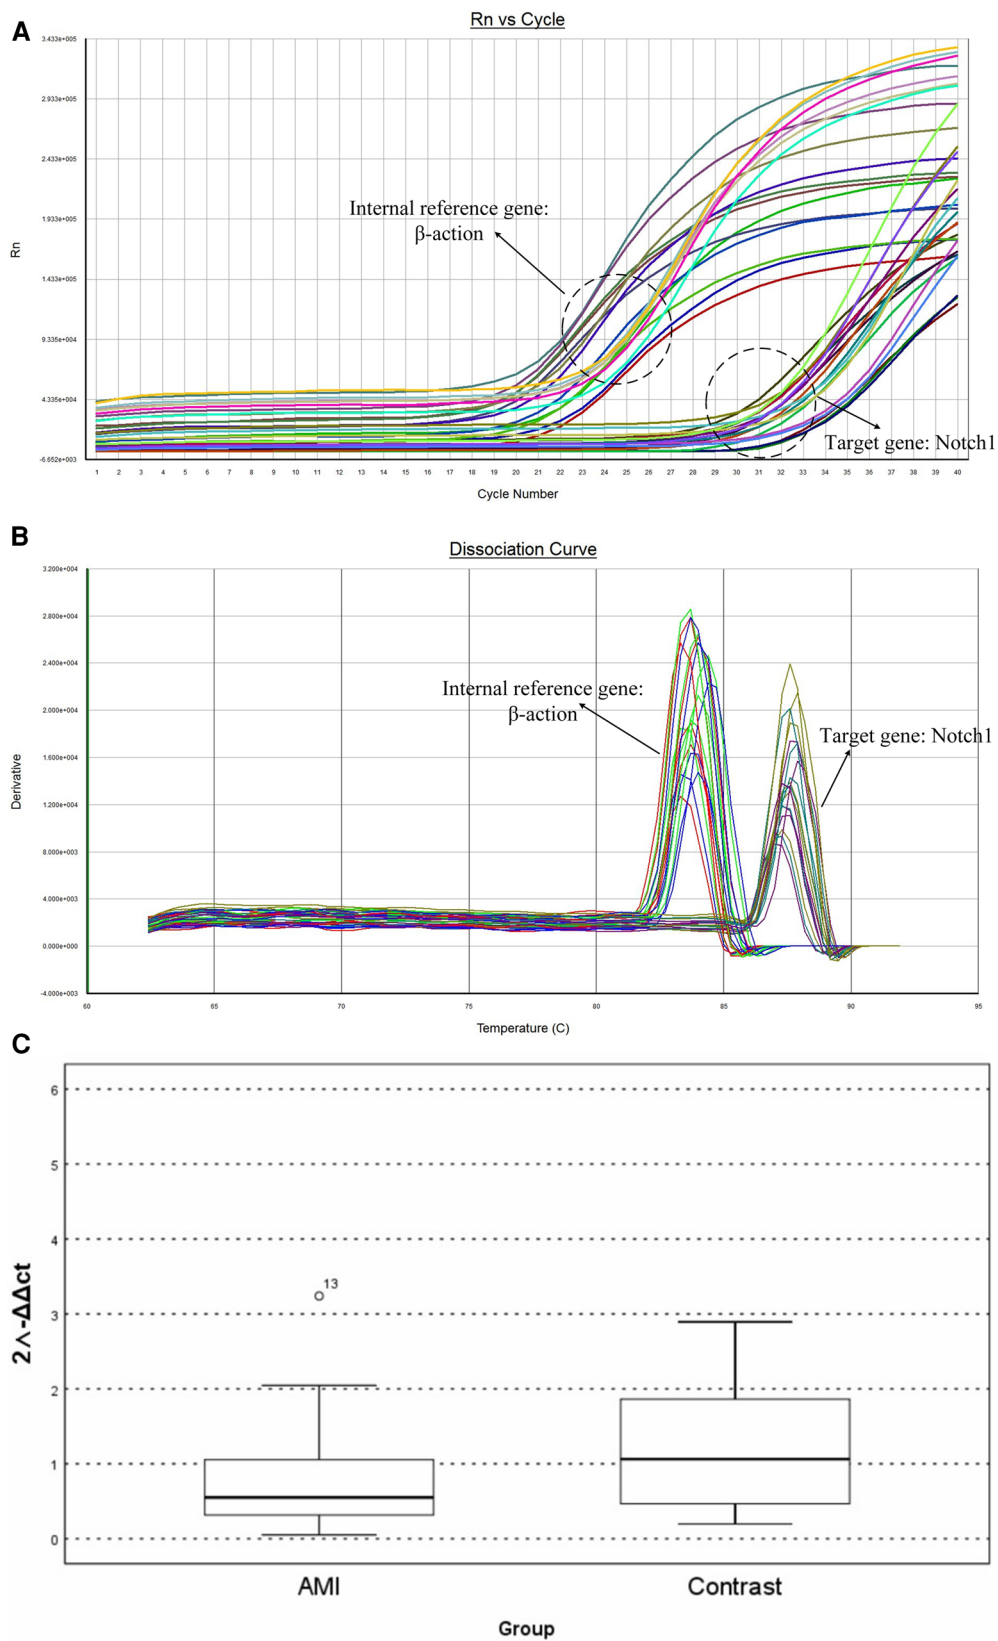 A
Rn vs Cycle
3.433e+005
2.933e+005
2.433e+005
1.933e+005
1.433e+005
9.335e+004
4.335e+004
-6.652e+003
Rn
Internal reference gene:
β-action
Target gene: Notch1
1 2 3 4 5 6 7 8 9 10 11 12 13 14 15 16 17 18 19 20 21 22 23 24 25 26 27 28 29 30 31 32 33 34 35 36 37 38 39 40
Cycle Number
B
Dissociation Curve
3.200e+004
2.800e+004
2.400e+004
2.000e+004
1.600e+004
1.200e+004
8.000e+003
4.000e+003
0.000e+000
-4.000e+003
Derivative
Internal reference gene:
β-action
Target gene: Notch1
60 65 70 75 80 85 90 95
Temperature (C)
C
6
5
4
3
2
1
0
2^-ΔΔct
13
AMI Contrast
Group